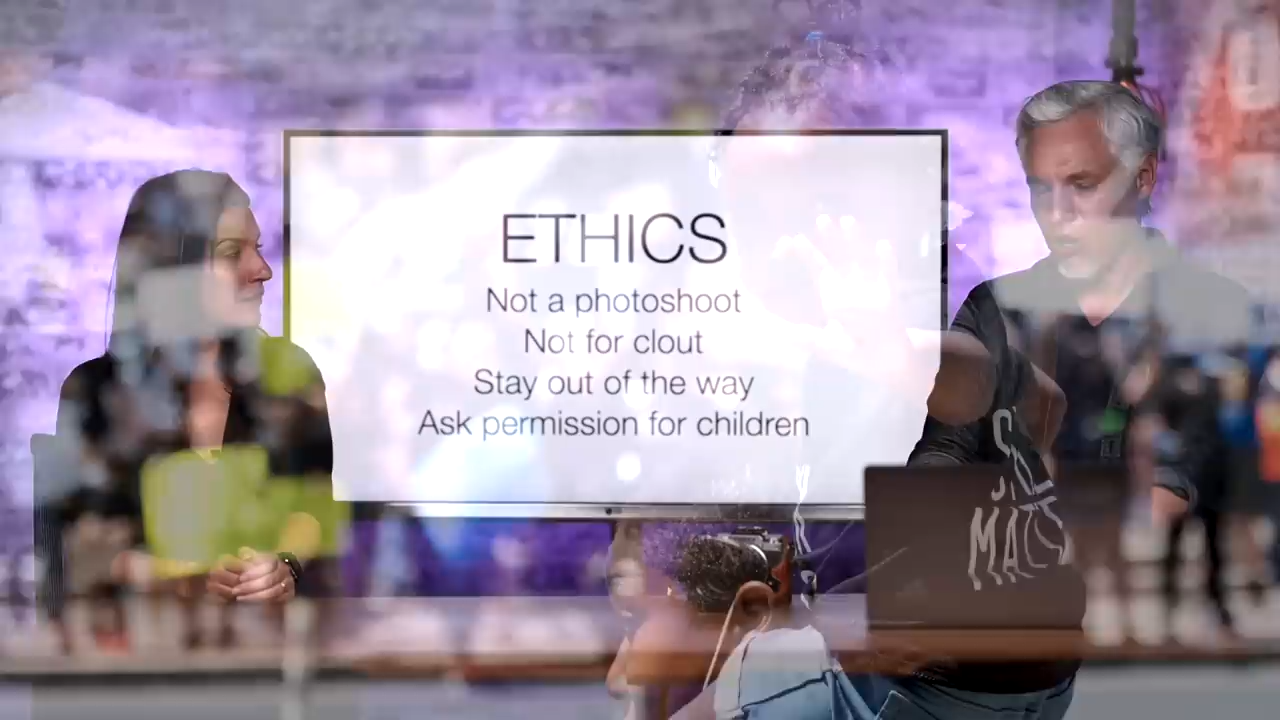 ETHICS
Not a photoshoot
Not for clout
Stay out of the way
Ask permission for children